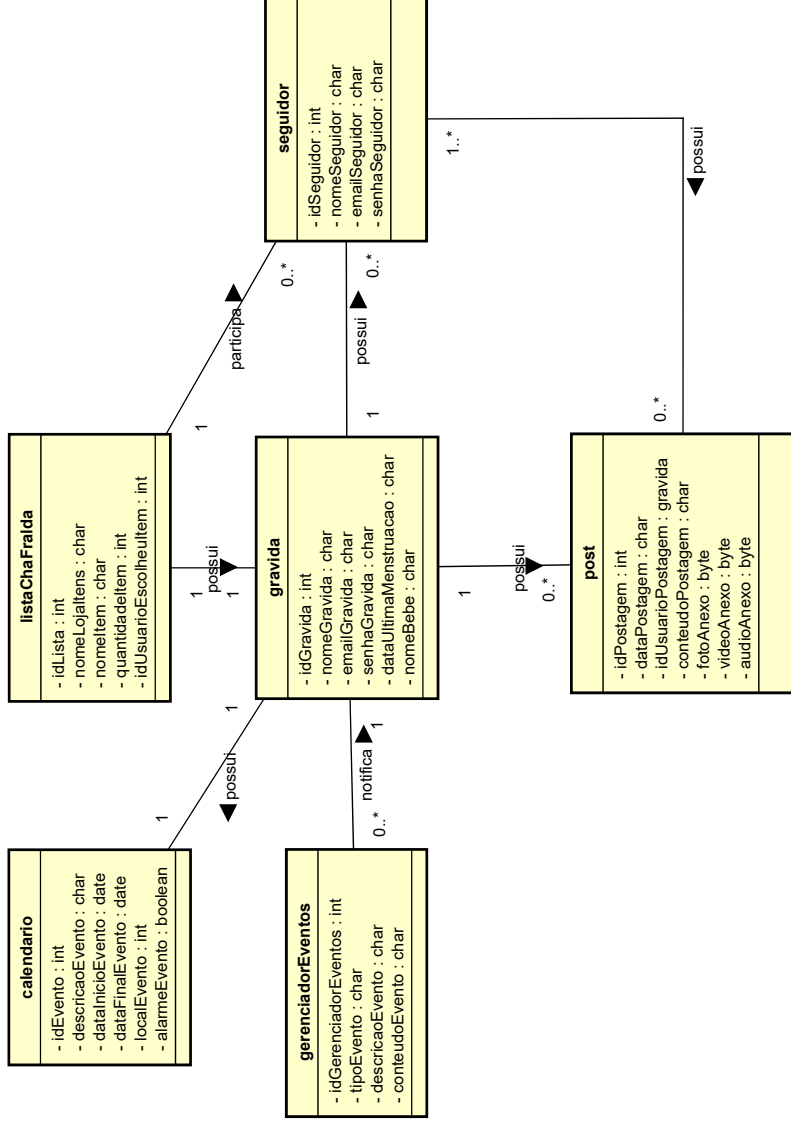 calendario
- idEvento : int
- descricaoEvento : char
- dataInicioEvento : date
- dataFinalEvento : date
- localEvento : int
- alarmeEvento : boolean
1
possui
1
listaChaFralda
- idLista : int
- nomeLojaItens : char
- nomeItem : char
- quantidadeItem : int
- idUsuarioEscolheuItem : int
1
participa
0..*
1
possui
1
gerenciadorEventos
- idGerenciadorEventos : int
- tipoEvento : char
- descricaoEvento : char
- conteudoEvento : char
0..*
notifica
1
gravida
- idGravida : int
- nomeGravida : char
- emailGravida : char
- senhaGravida : char
- dataUltimaMenstruacao : char
- nomeBebe : char
1
possui
0..*
seguidor
- idSeguidor : int
- nomeSeguidor : char
- emailSeguidor : char
- senhaSeguidor : char
1..*
possui
0..*
1
possui
0..*
post
- idPostagem : int
- dataPostagem : char
- idUsuarioPostagem : gravida
- conteudoPostagem : char
- fotoAnexo : byte
- videoAnexo : byte
- audioAnexo : byte